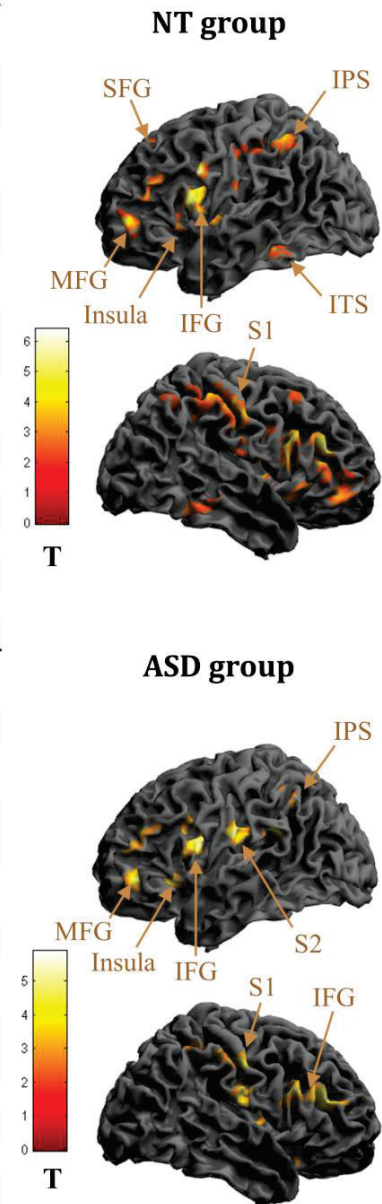 NT group
SFG
IPS
MFG
Insula
IFG
ITS
S1
6
5
4
3
2
1
0
T
ASD group
IPS
MFG
Insula
IFG
S2
S1
IFG
5
4
3
2
1
0
T